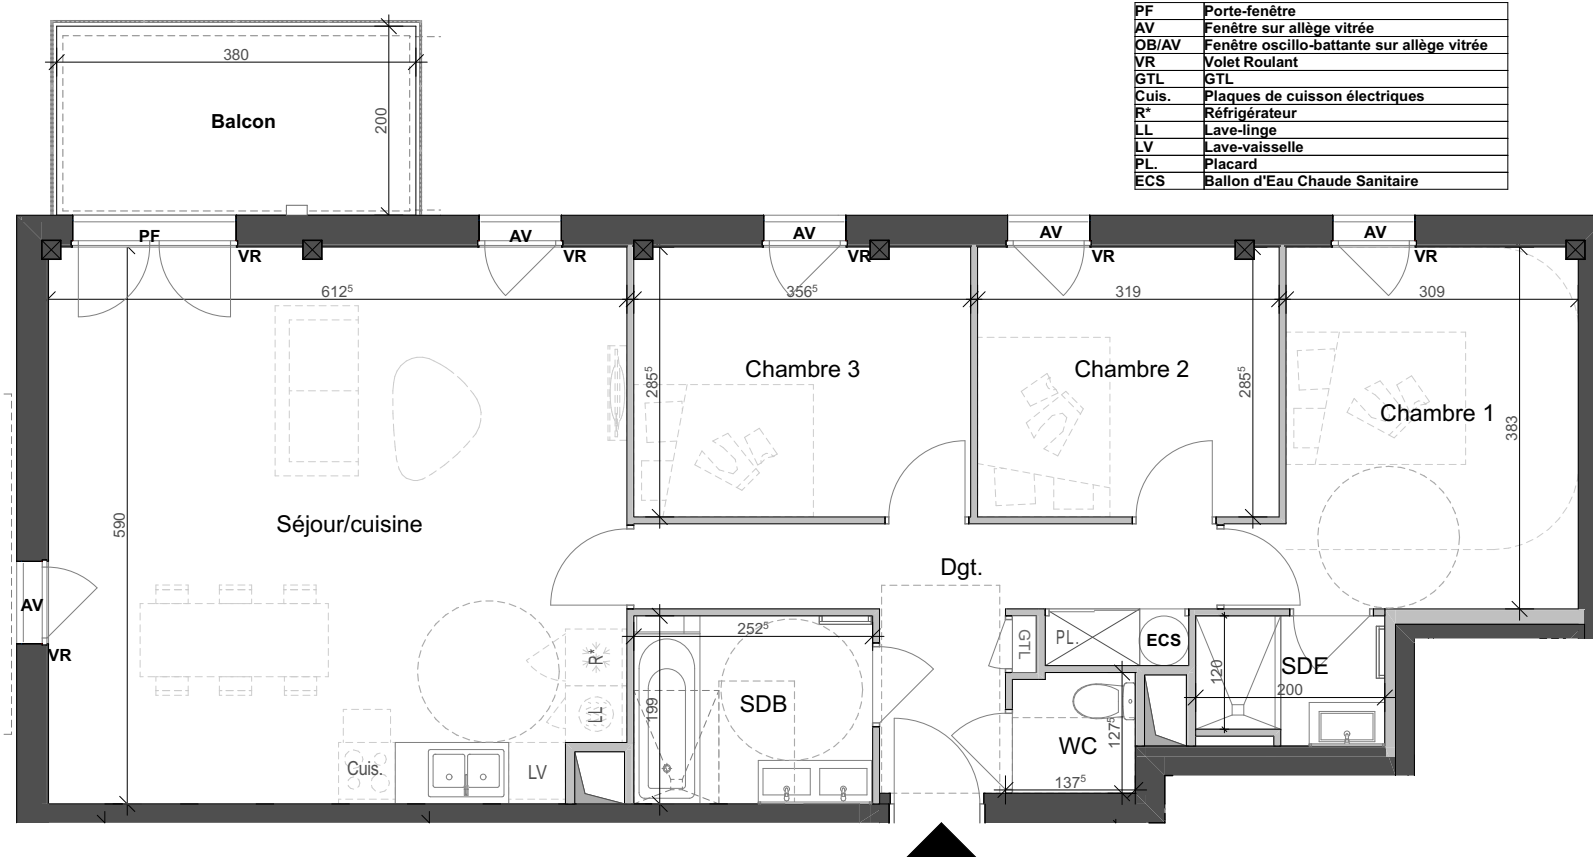 PF Porte-fenêtre
AV Fenêtre sur allège vitrée
OB/AV Fenêtre oscillo-battante sur allège vitrée
VR Volet Roulant
GTL GTL
Cuis. Plaques de cuisson électriques
R* Réfrigérateur
LL Lave-linge
LV Lave-vaisselle
PL. Placard
ECS Ballon d'Eau Chaude Sanitaire
380
Balcon
200
PF
VR
AV
VR
AV
VR
AV
VR
AV
VR
612⁵
356⁵
319
309
Chambre 3
285⁵
Chambre 2
285⁵
Chambre 1
383
590
Séjour/cuisine
Dgt.
AV
VR
252⁵
R*
LL
199
SDB
GTL
PL.
ECS
120
SDE
200
WC
127⁵
137⁵
Cuis.
LV